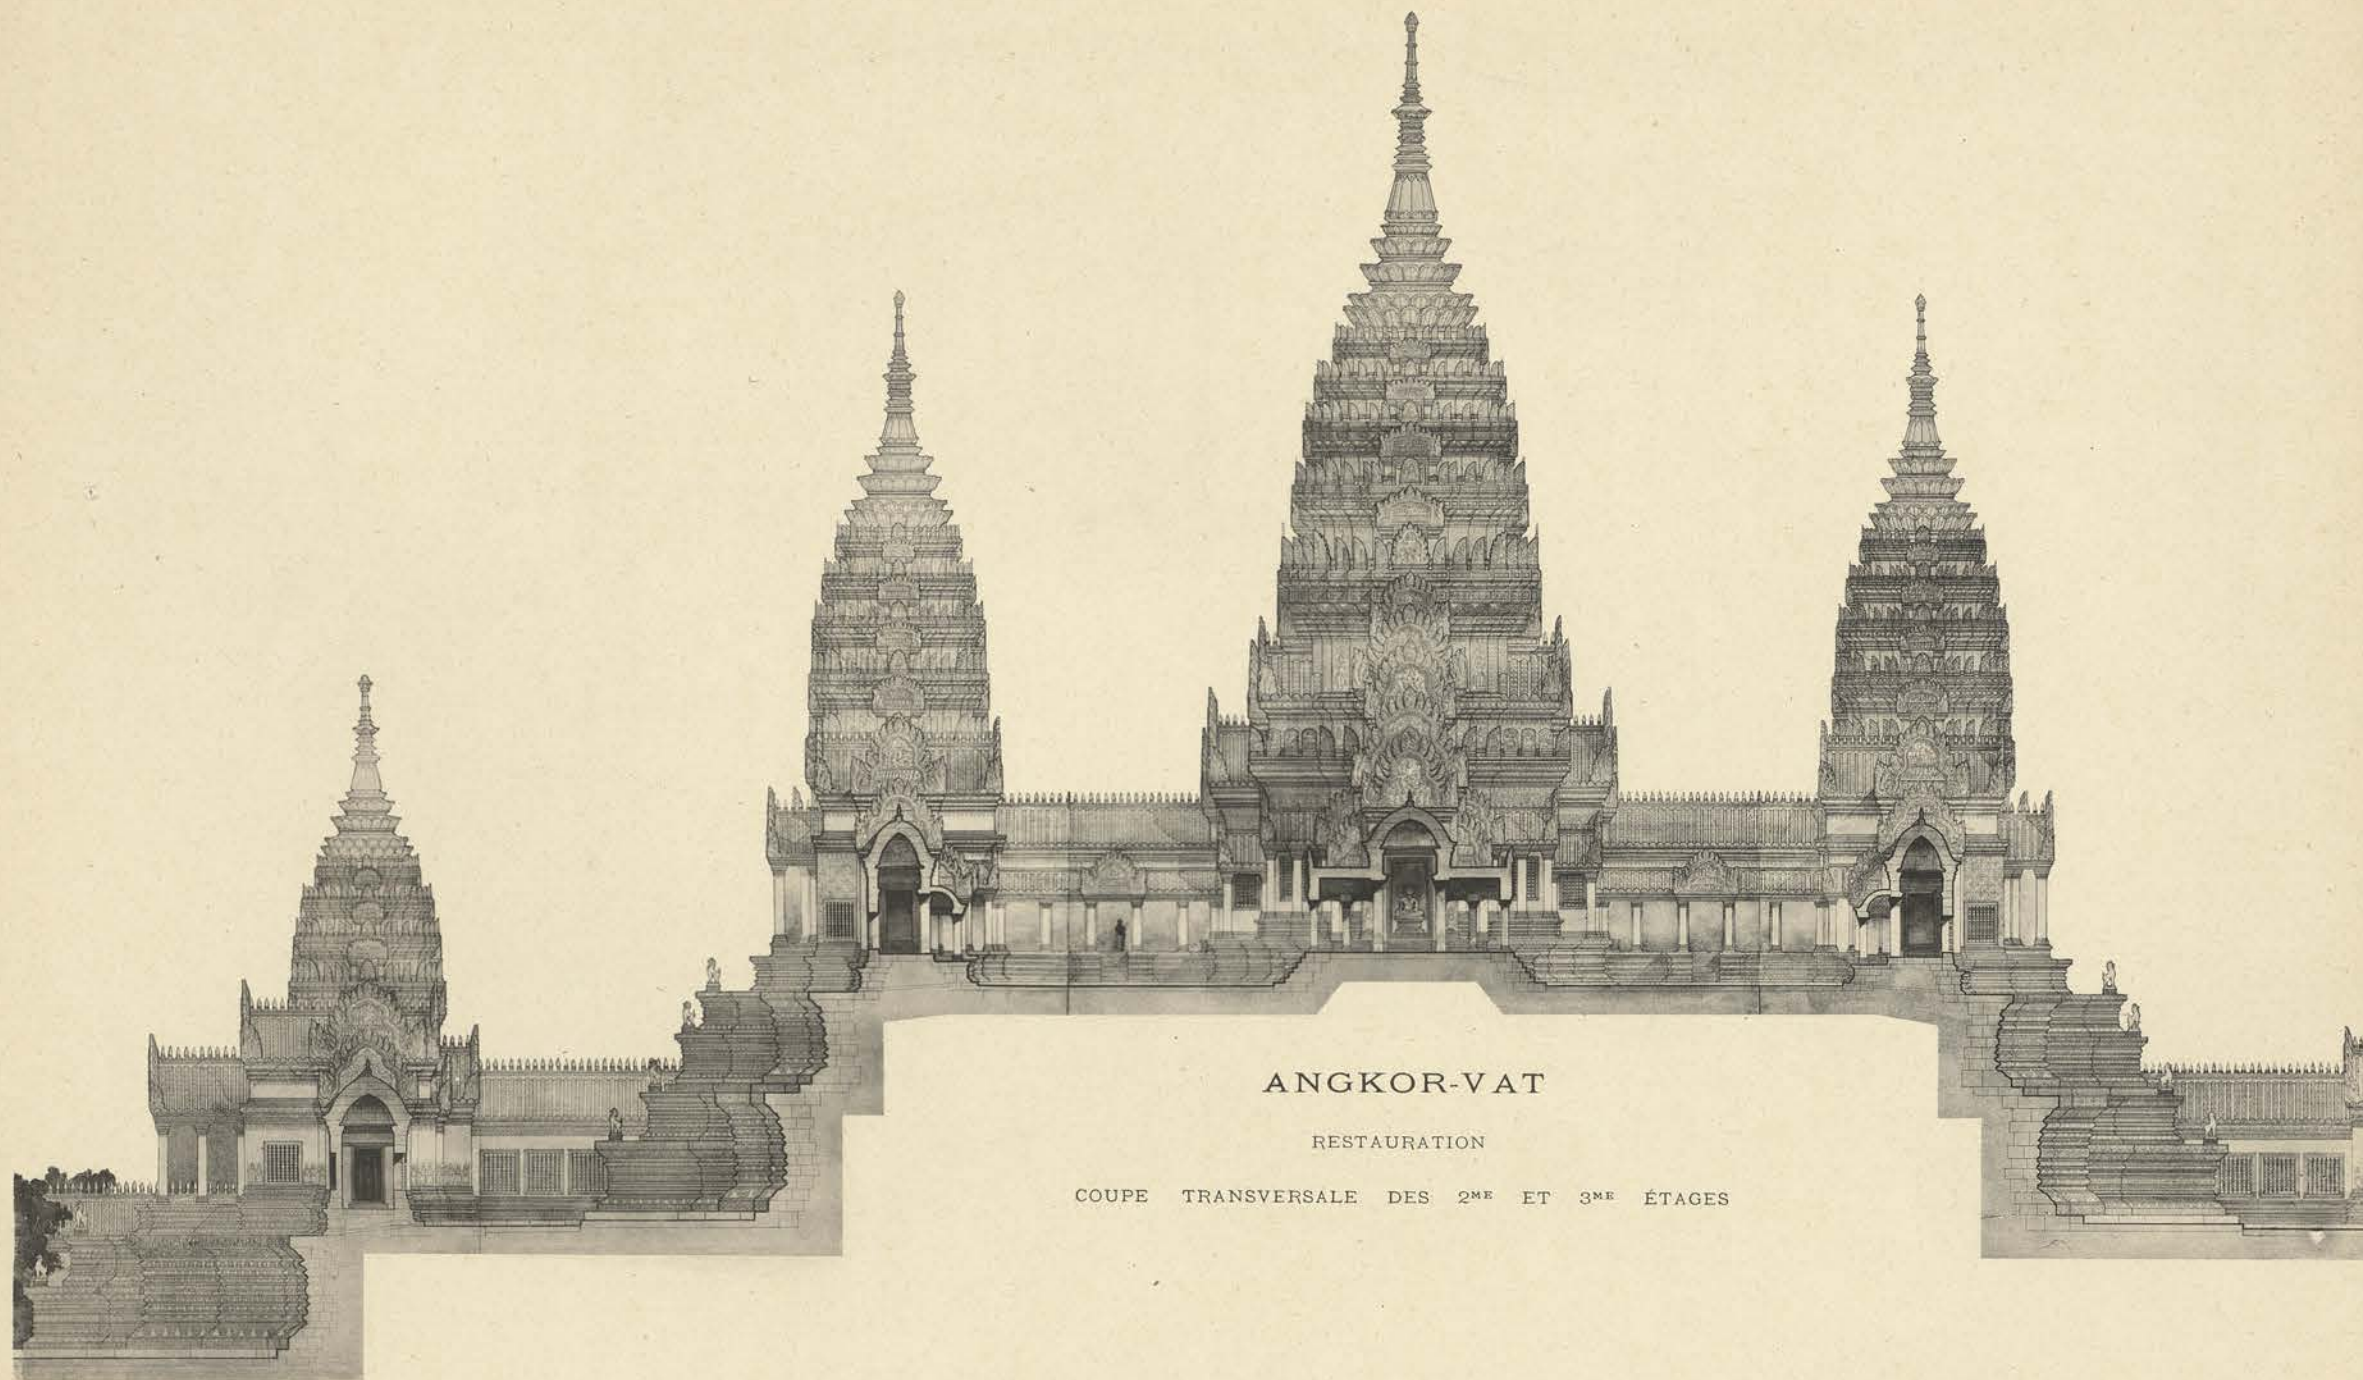 ANGKOR-VAT
RESTAURATION
COUPE TRANSVERSALE DES 2ME ET 3ME ÉTAGES